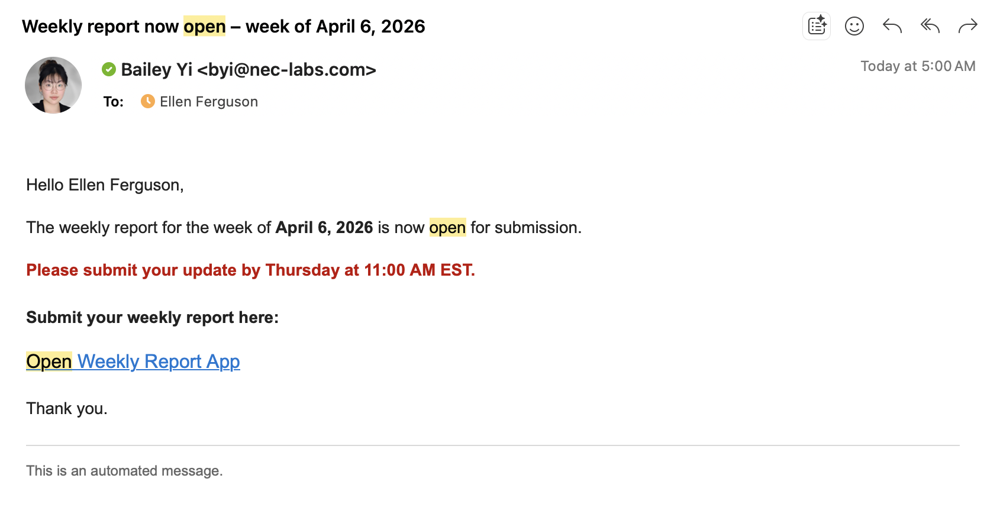 Weekly report now open – week of April 6, 2026
Bailey Yi <byi@nec-labs.com>
Today at 5:00 AM
To: Ellen Ferguson
Hello Ellen Ferguson,
The weekly report for the week of April 6, 2026 is now open for submission.
Please submit your update by Thursday at 11:00 AM EST.
Submit your weekly report here:
Open Weekly Report App
Thank you.
This is an automated message.